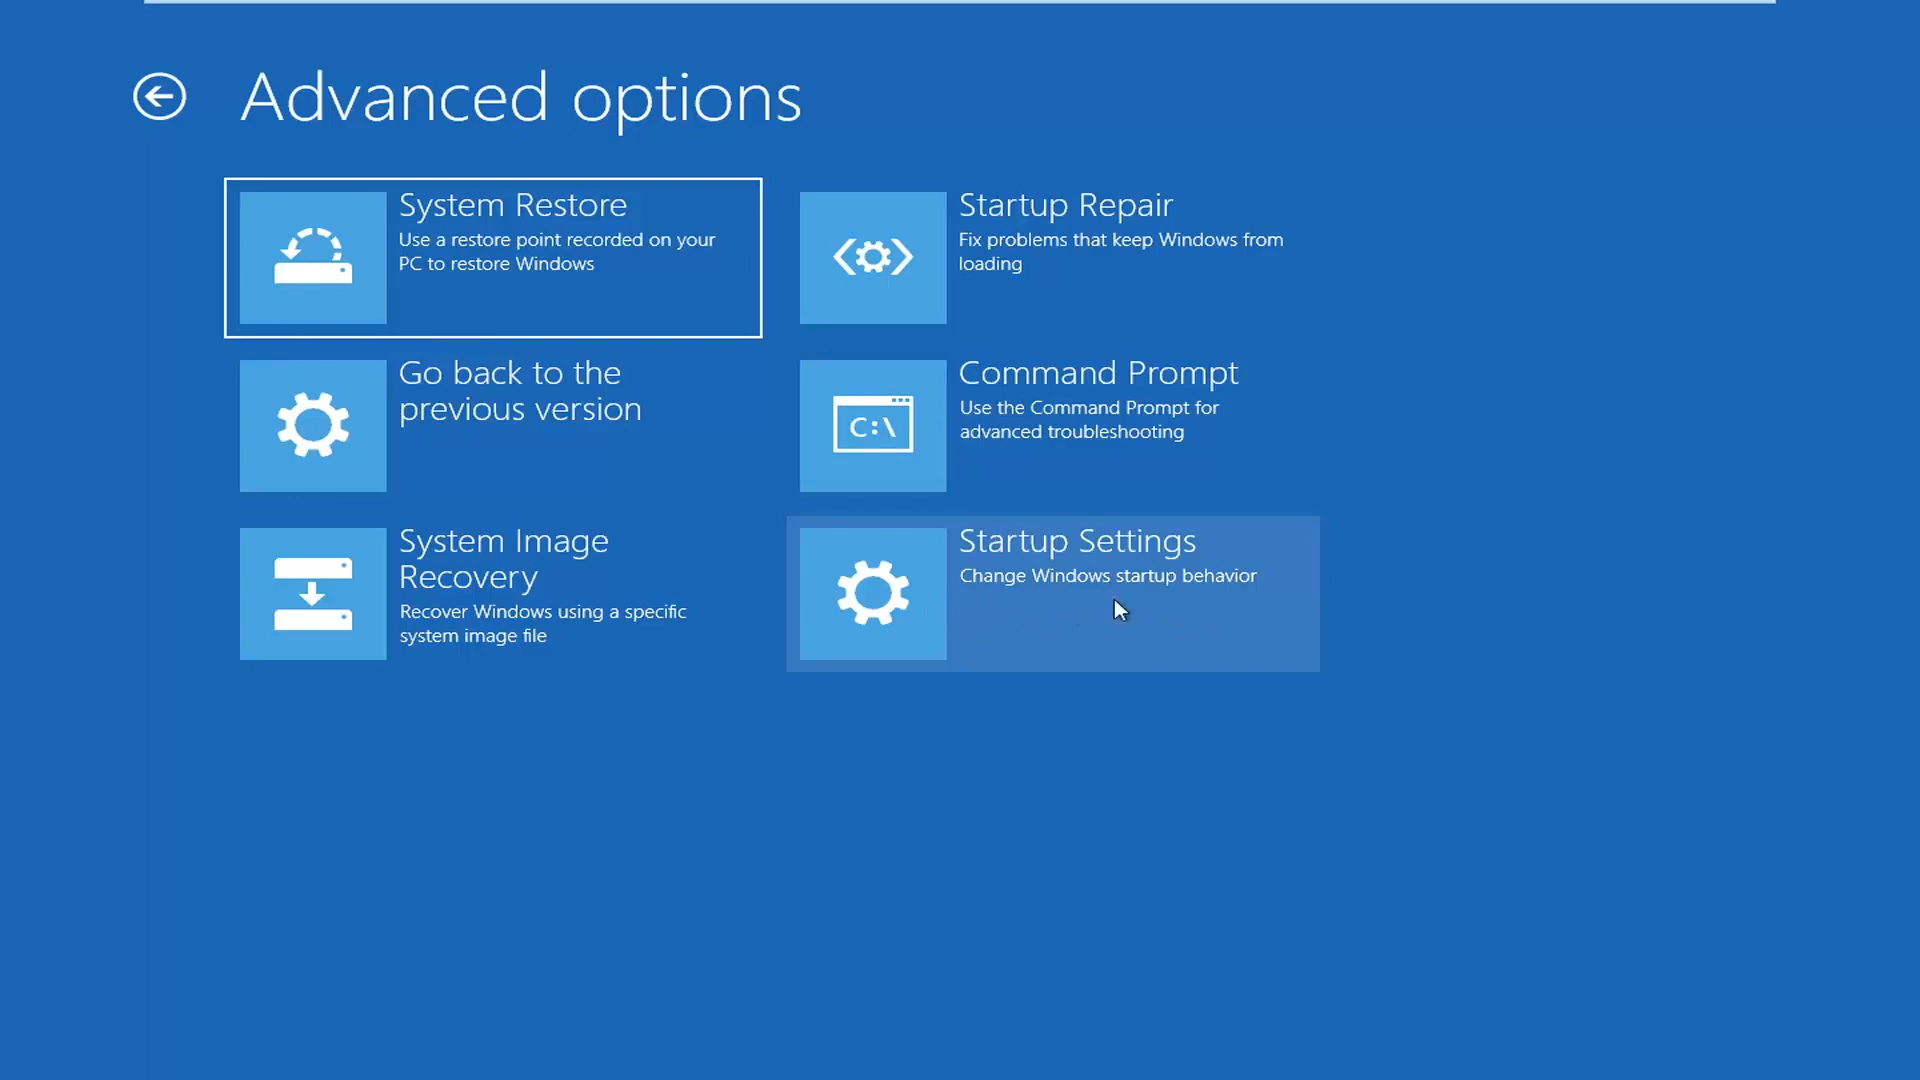 Advanced options
System Restore
Use a restore point recorded on your
PC to restore Windows
Startup Repair
Fix problems that keep Windows from
loading
Go back to the
previous version
Command Prompt
Use the Command Prompt for
advanced troubleshooting
C:\
System Image
Recovery
Recover Windows using a specific
system image file
Startup Settings
Change Windows startup behavior